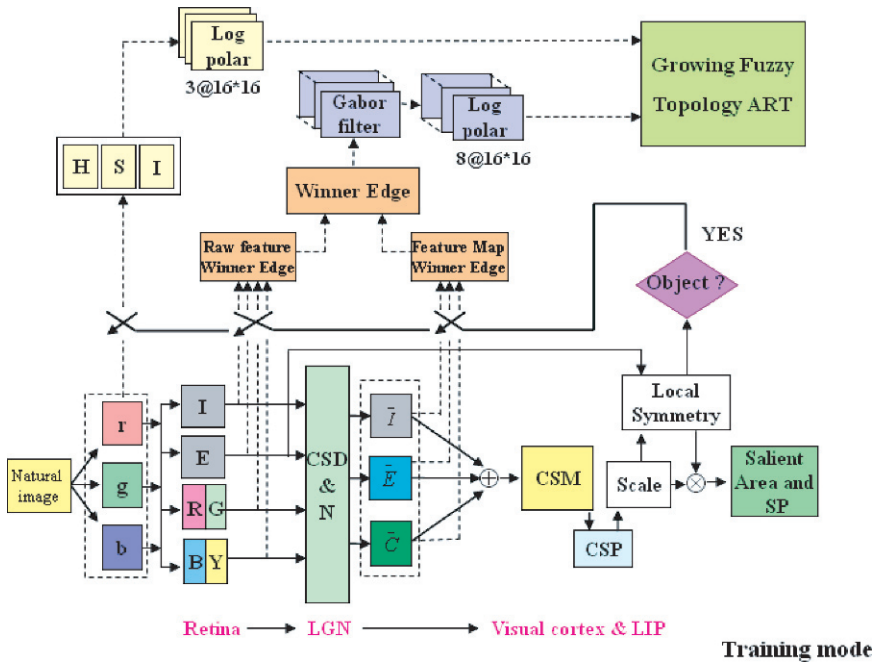 Log
polar
3@16*16
Gabor
filter
Log
polar
8@16*16
Growing Fuzzy
Topology ART
H S I
Winner Edge
Raw feature
Winner Edge
Feature Map
Winner Edge
YES
Object ?
Natural
image
r
g
b
I
E
R G
B Y
CSD
&
N
Ī
Ē
C̄
CSM
CSP
Scale
Local
Symmetry
Salient
Area and
SP
Retina LGN Visual cortex & LIP
Training mode